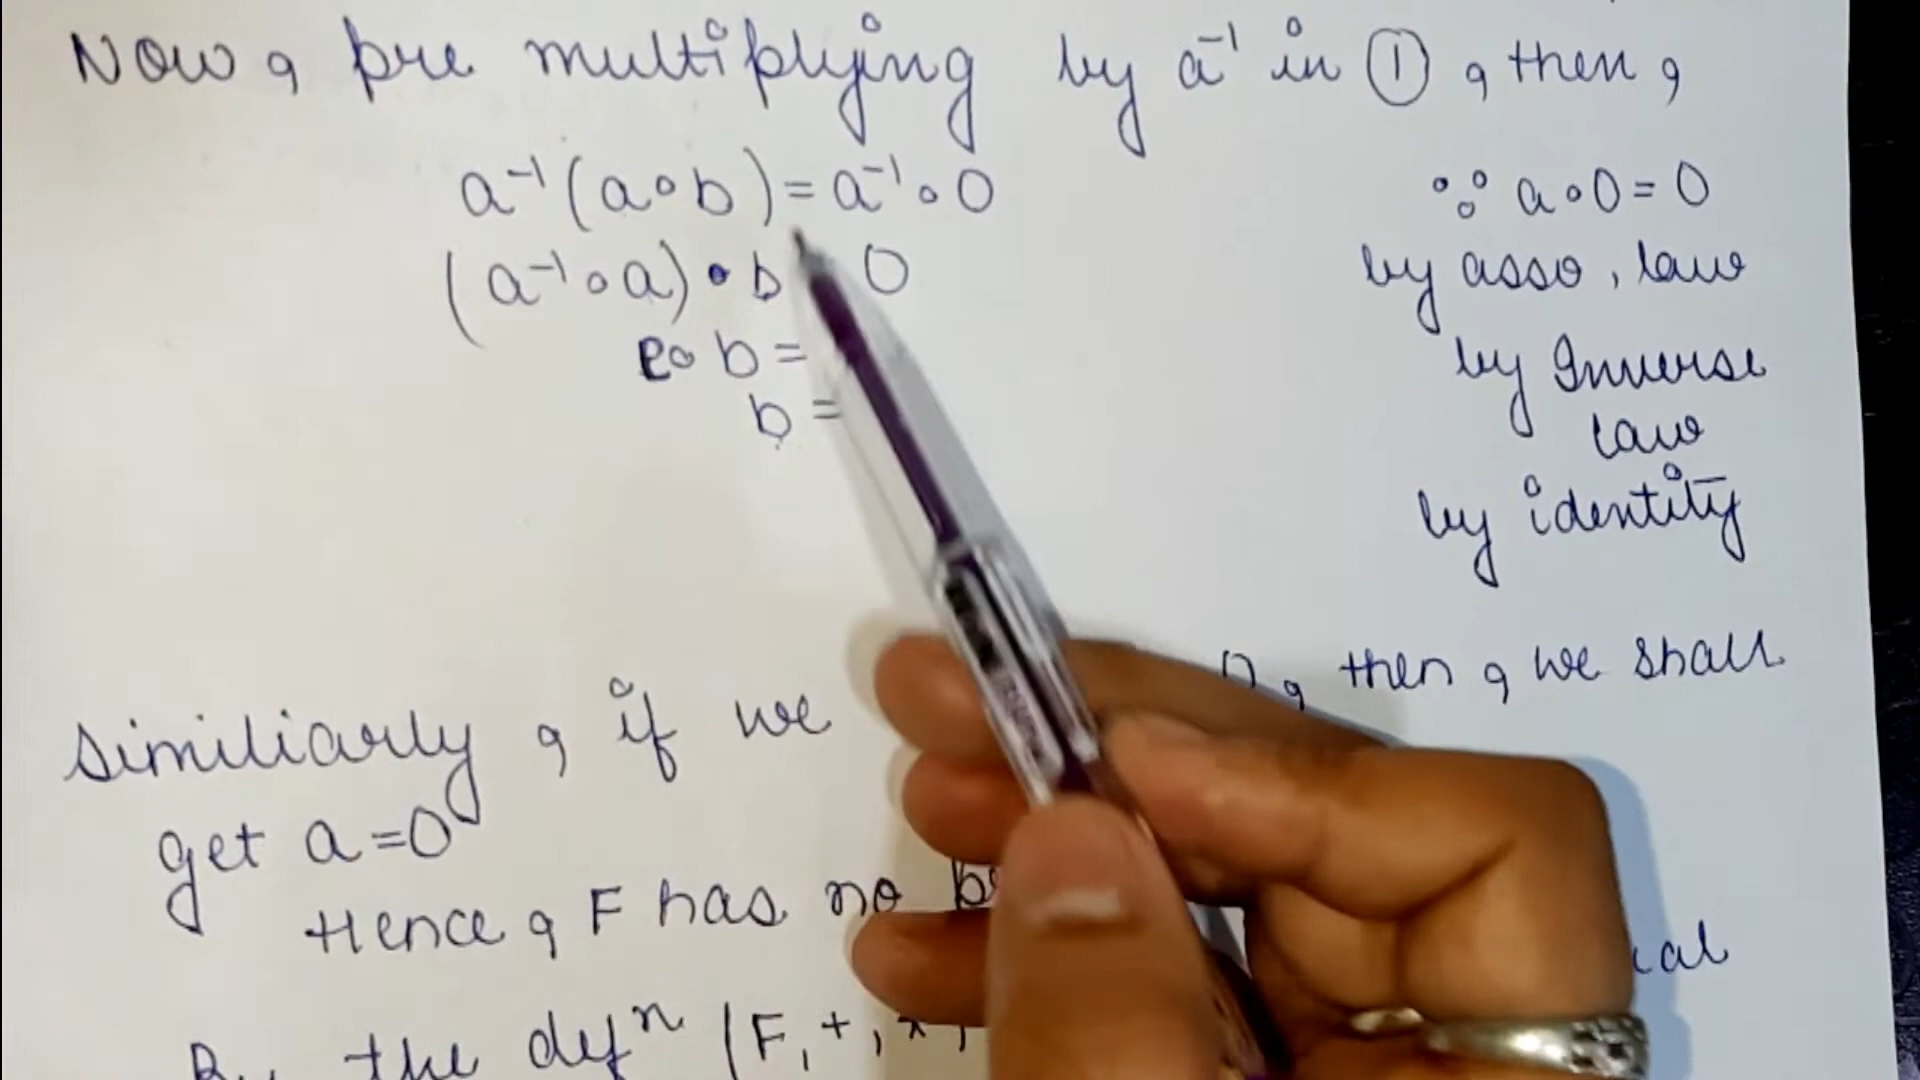 Now, pre multiplying by a⁻¹ in ①, then,
a⁻¹(a∘b) = a⁻¹∘0
∵ a∘0 = 0
(a⁻¹∘a)•b 0
by asso, law
e∘b =
by Inverse
law
b =
by identity
Similiarly, if we , then, we shall
get a=0
Hence, F has no
the defⁿ (F, +,